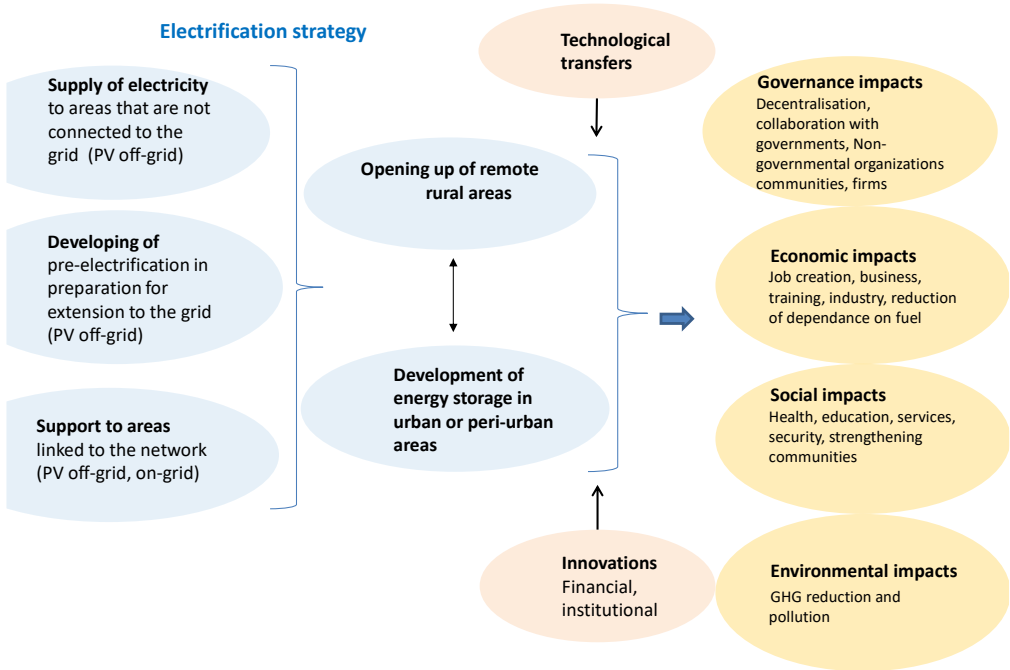 Electrification strategy
Supply of electricity
to areas that are not
connected to the
grid (PV off-grid)
Developing of
pre-electrification in
preparation for
extension to the grid
(PV off-grid)
Support to areas
linked to the network
(PV off-grid, on-grid)
Opening up of remote
rural areas
Development of
energy storage in
urban or peri-urban
areas
Technological
transfers
Innovations
Financial,
institutional
Governance impacts
Decentralisation,
collaboration with
governments, Non-
governmental organizations
communities, firms
Economic impacts
Job creation, business,
training, industry, reduction
of dependance on fuel
Social impacts
Health, education, services,
security, strengthening
communities
Environmental impacts
GHG reduction and
pollution